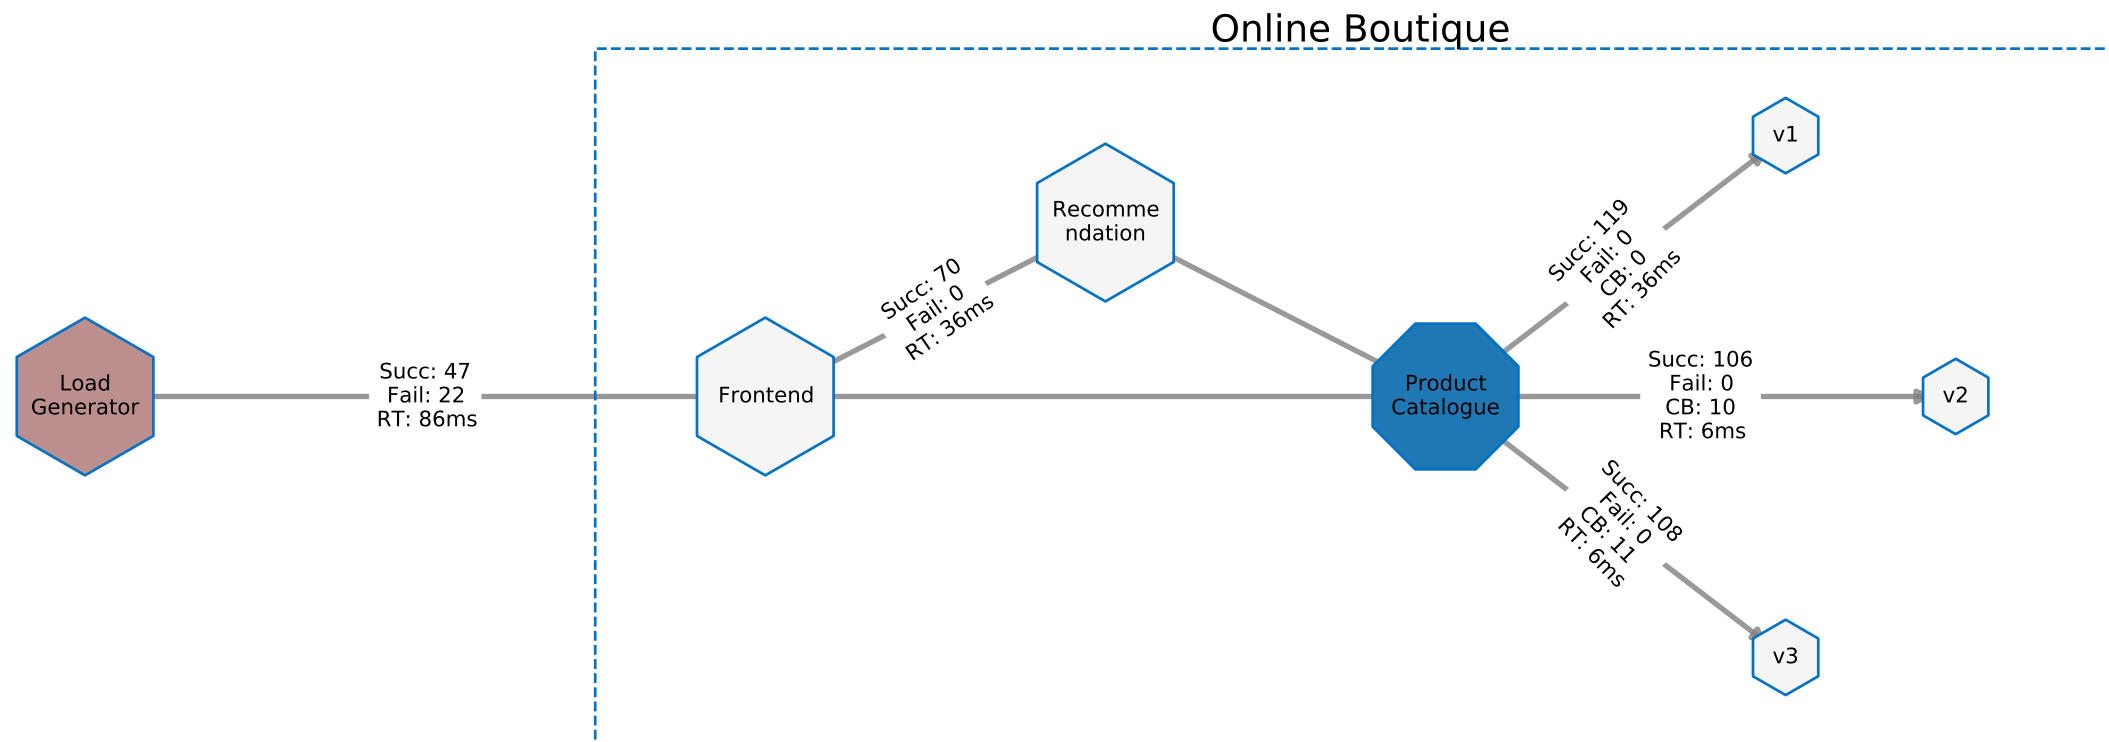 Online Boutique
Load
Generator
Succ: 47
Fail: 22
RT: 86ms
Frontend
Succ: 70
Fail: 0
RT: 36ms
Recomme
ndation
Product
Catalogue
Succ: 119
Fail: 0
CB: 0
RT: 36ms
v1
Succ: 106
Fail: 0
CB: 10
RT: 6ms
v2
Succ: 108
Fail: 0
CB: 11
RT: 6ms
v3